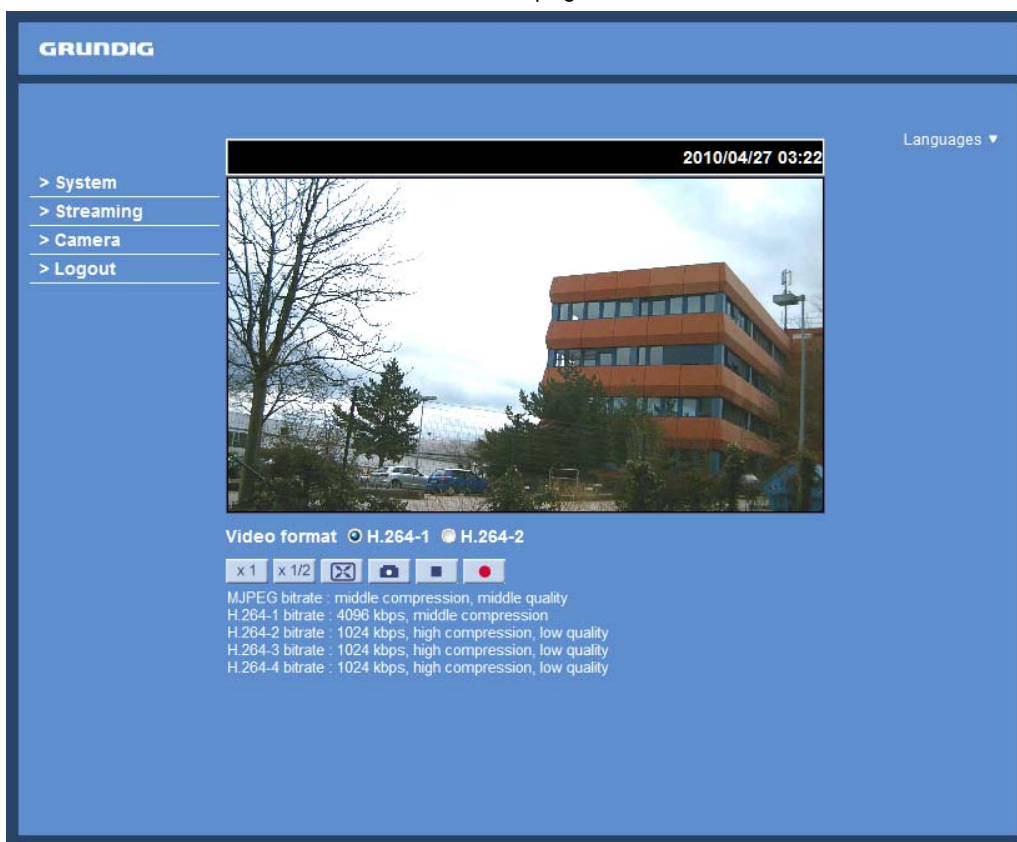 GRUNDIG
Languages ▼
2010/04/27 03:22
> System
> Streaming
> Camera
> Logout
Video format H.264-1 H.264-2
x 1 x 1/2
MJPEG bitrate : middle compression, middle quality
H.264-1 bitrate : 4096 kbps, middle compression
H.264-2 bitrate : 1024 kbps, high compression, low quality
H.264-3 bitrate : 1024 kbps, high compression, low quality
H.264-4 bitrate : 1024 kbps, high compression, low quality